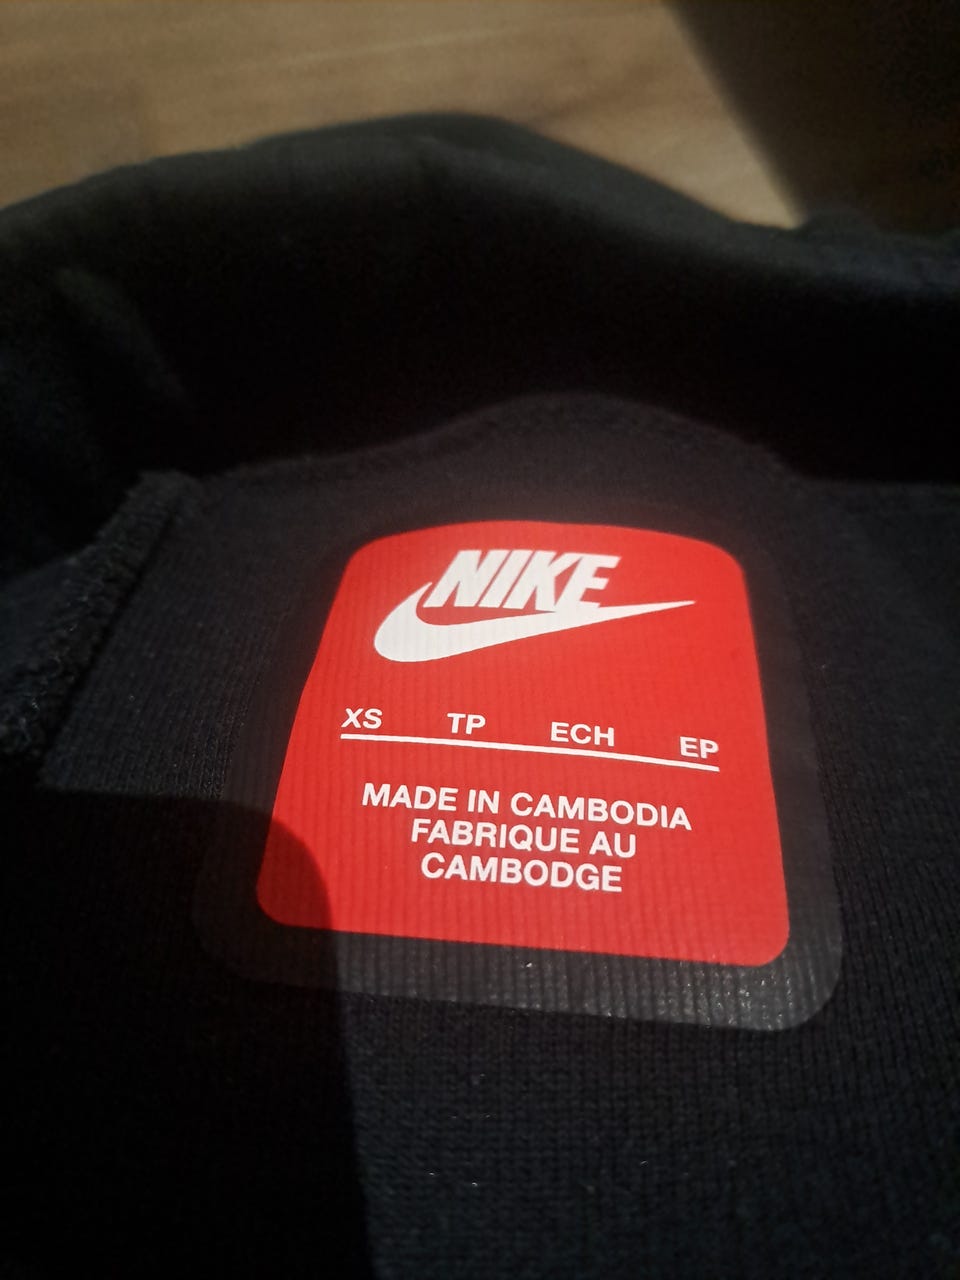 NIKE
XS TP ECH EP
MADE IN CAMBODIA
FABRIQUE AU
CAMBODGE